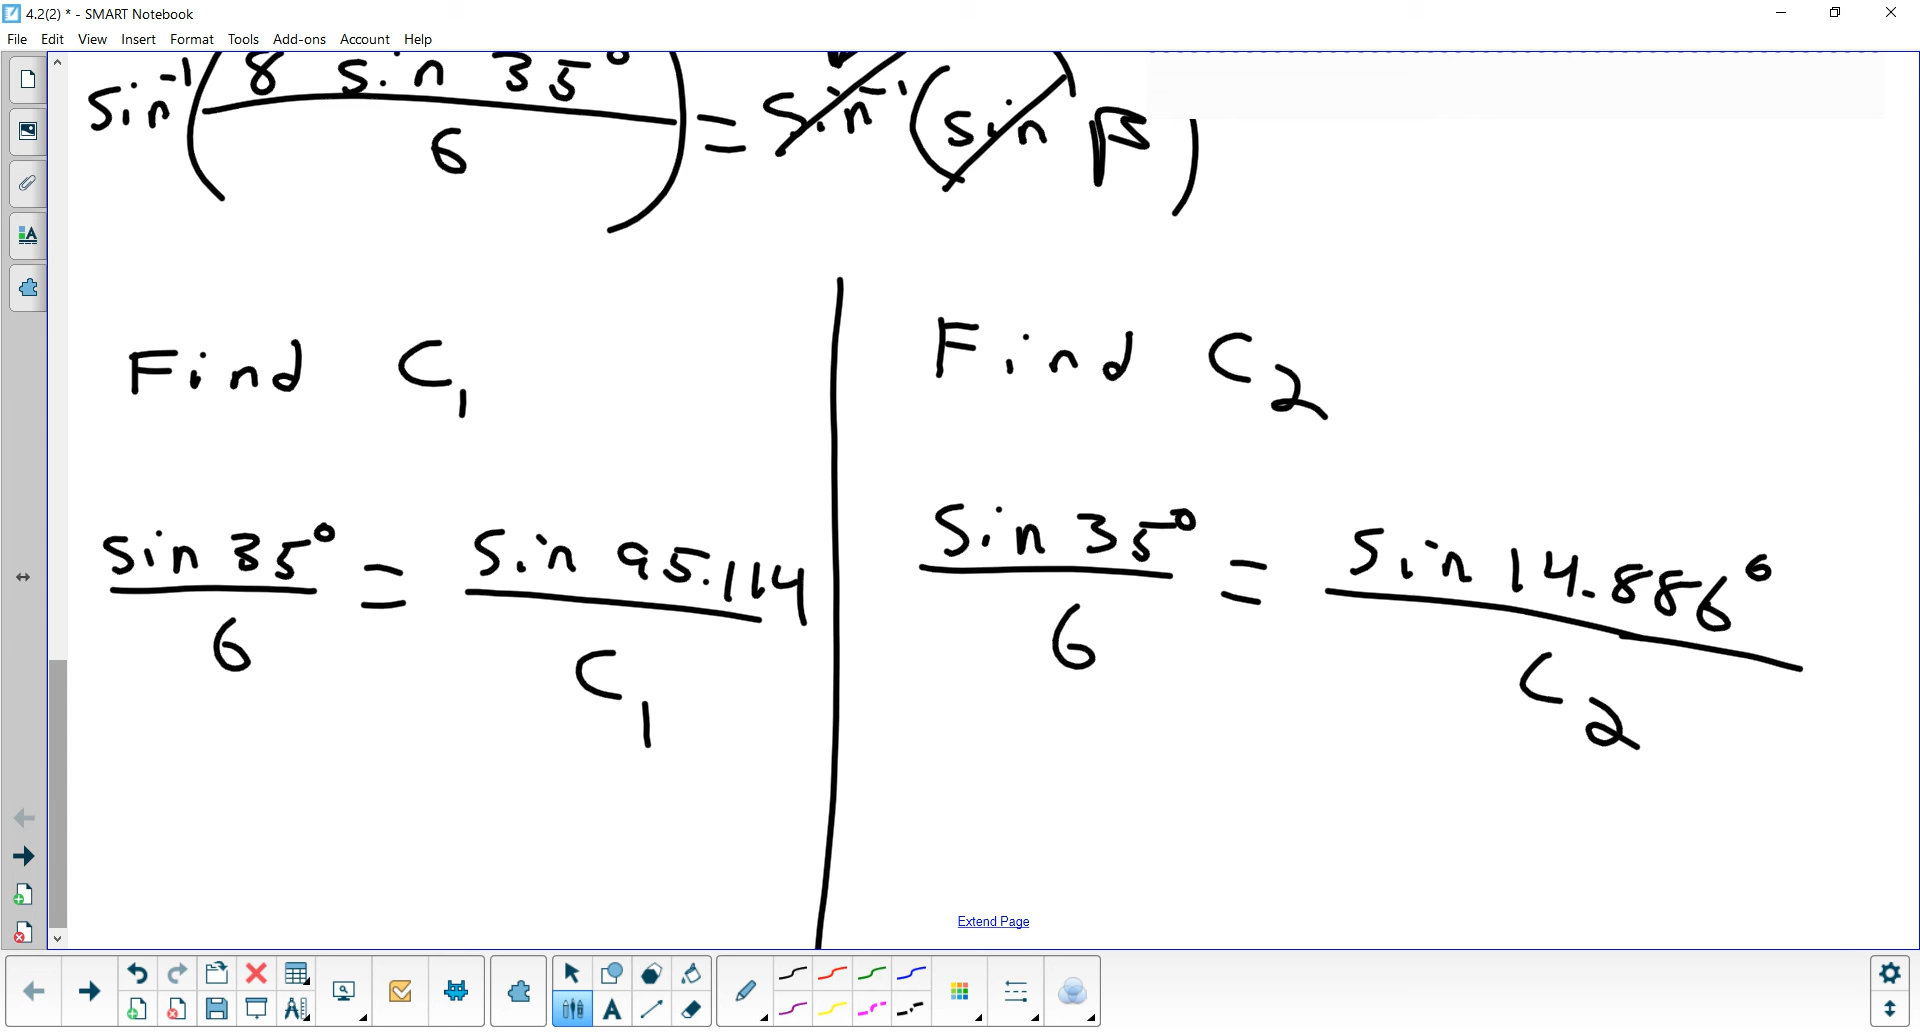 4.2(2) * - SMART Notebook
File Edit View Insert Format Tools Add-ons Account Help
sin⁻¹(8 sin 35° / 6) = sin⁻¹(sin β)
Find C₁
sin 35° / 6 = sin 95.114 / C₁
Find C₂
sin 35° / 6 = sin 14.886° / C₂
Extend Page